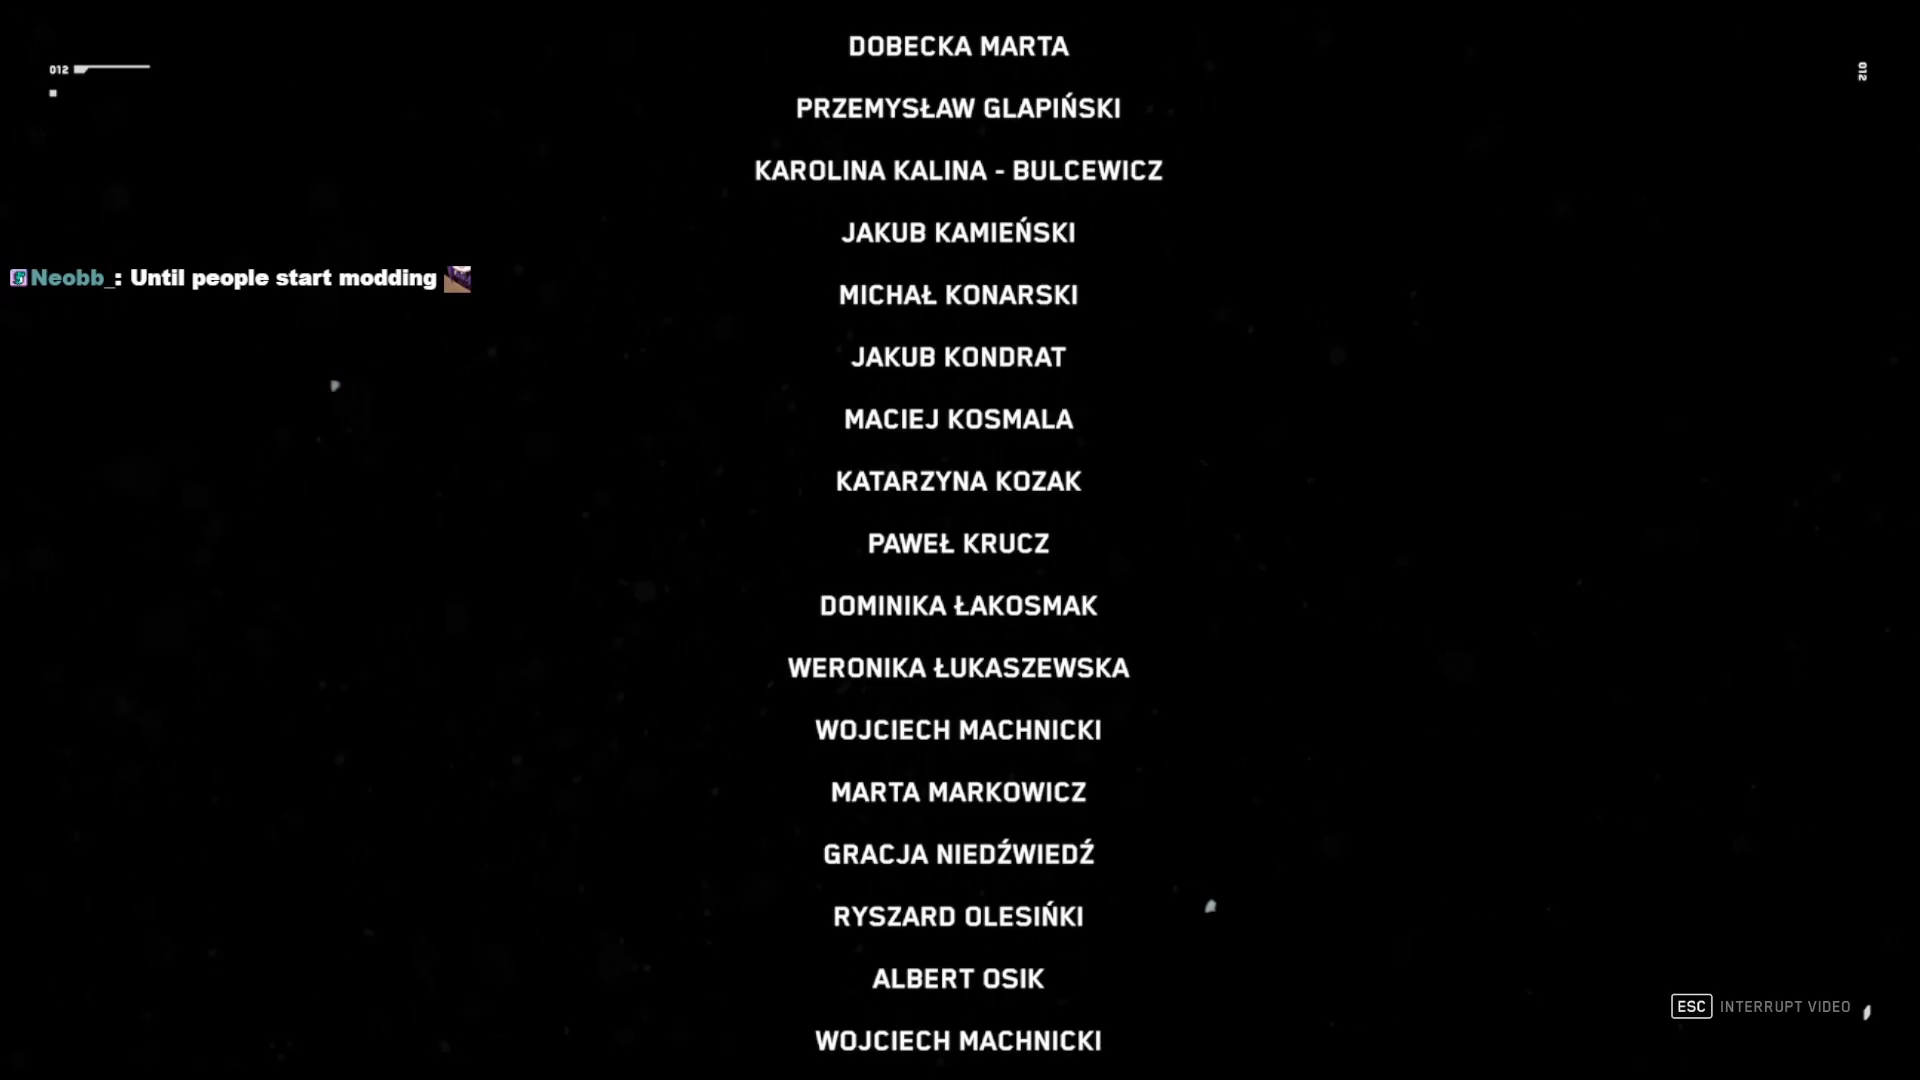 DOBECKA MARTA
012
012
PRZEMYSŁAW GLAPIŃSKI
KAROLINA KALINA - BULCEWICZ
JAKUB KAMIEŃSKI
Neobb_: Until people start modding
MICHAŁ KONARSKI
JAKUB KONDRAT
MACIEJ KOSMALA
KATARZYNA KOZAK
PAWEŁ KRUCZ
DOMINIKA ŁAKOSMAK
WERONIKA ŁUKASZEWSKA
WOJCIECH MACHNICKI
MARTA MARKOWICZ
GRACJA NIEDŹWIEDŹ
RYSZARD OLESIŃKI
ALBERT OSIK
ESC INTERRUPT VIDEO
WOJCIECH MACHNICKI